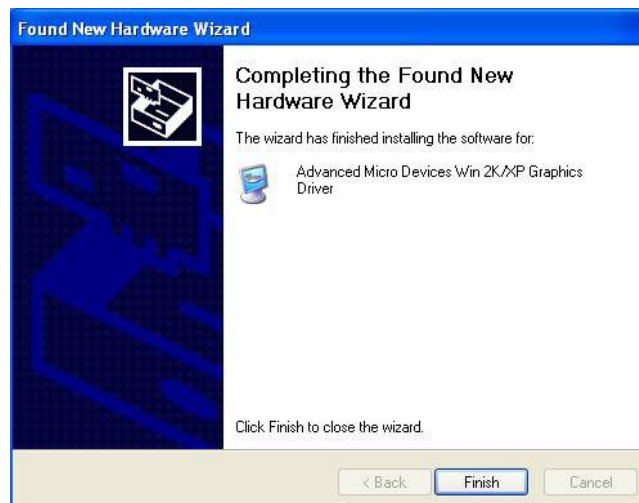 Found New Hardware Wizard
Completing the Found New
Hardware Wizard
The wizard has finished installing the software for:
Advanced Micro Devices Win 2K/XP Graphics
Driver
Click Finish to close the wizard.
< Back
Finish
Cancel